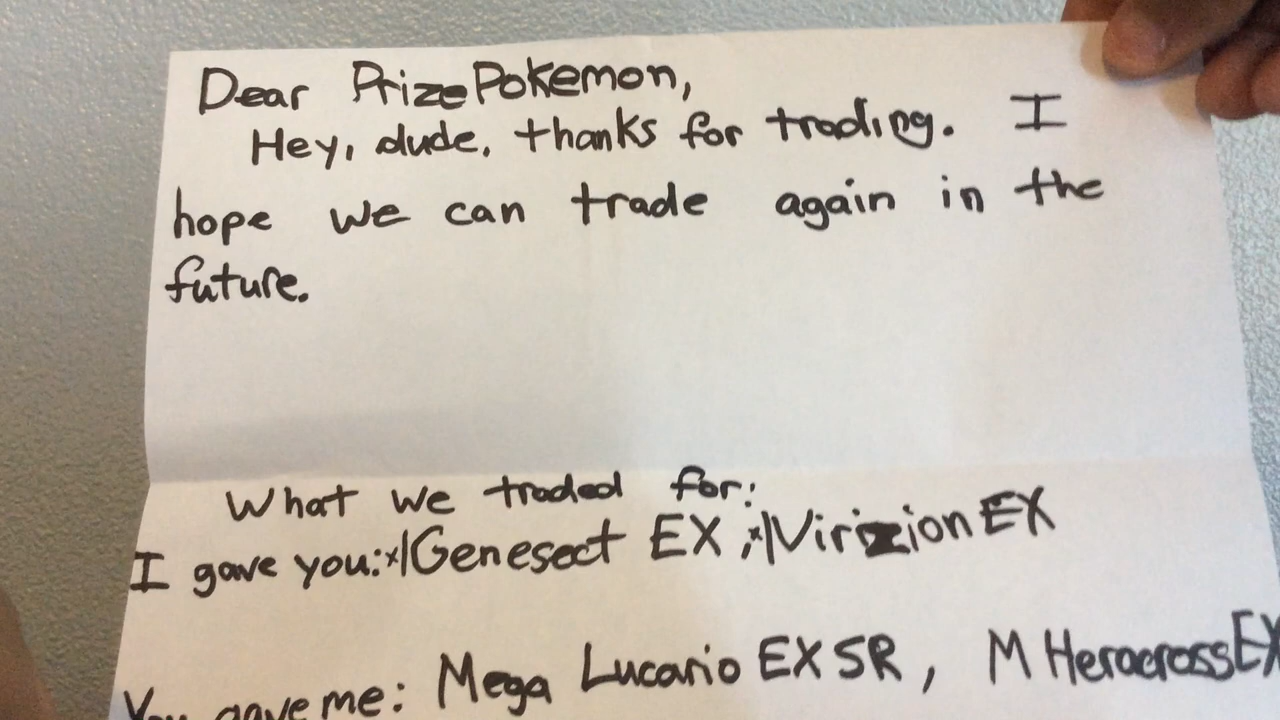 Dear PrizePokemon,
Hey, dude, thanks for trading. I
hope we can trade again in the
future.
What we traded for:
I gave you: x1 Genesect EX, x1 Virizion EX
You gave me: Mega Lucario EX SR, M Heracross EX